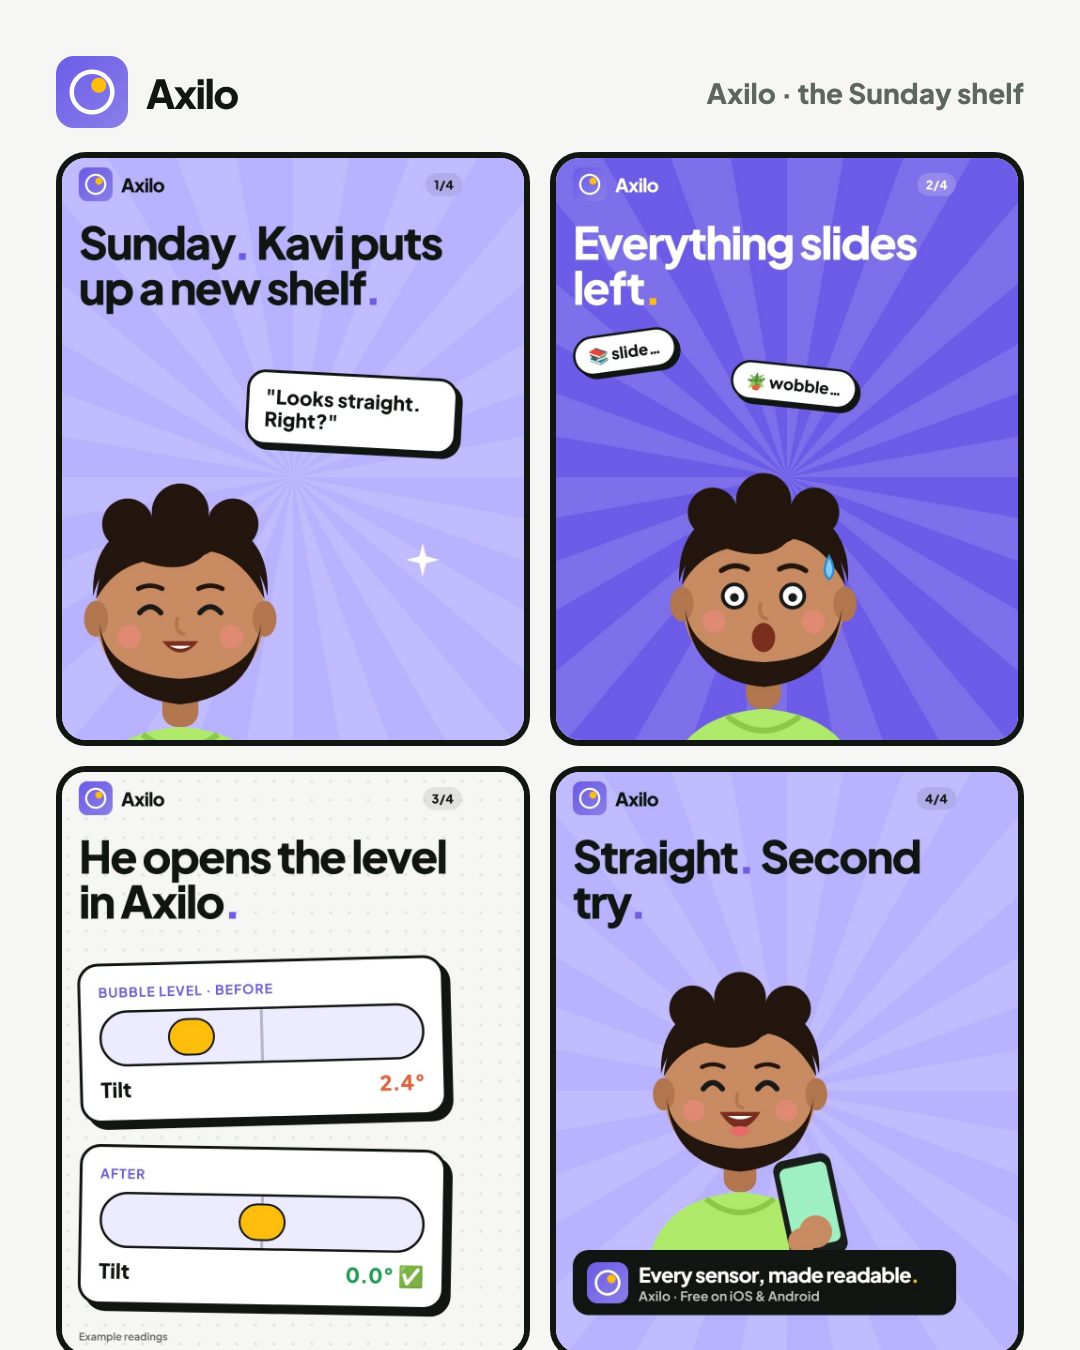 Axilo
Axilo · the Sunday shelf
Axilo
1/4
Sunday. Kavi puts
up a new shelf.
"Looks straight.
Right?"
Axilo
2/4
Everything slides
left.
📚 slide...
🪴 wobble...
Axilo
3/4
He opens the level
in Axilo.
BUBBLE LEVEL · BEFORE
Tilt
2.4°
AFTER
Tilt
0.0° ✅
Example readings
Axilo
4/4
Straight. Second
try.
Every sensor, made readable.
Axilo · Free on iOS & Android